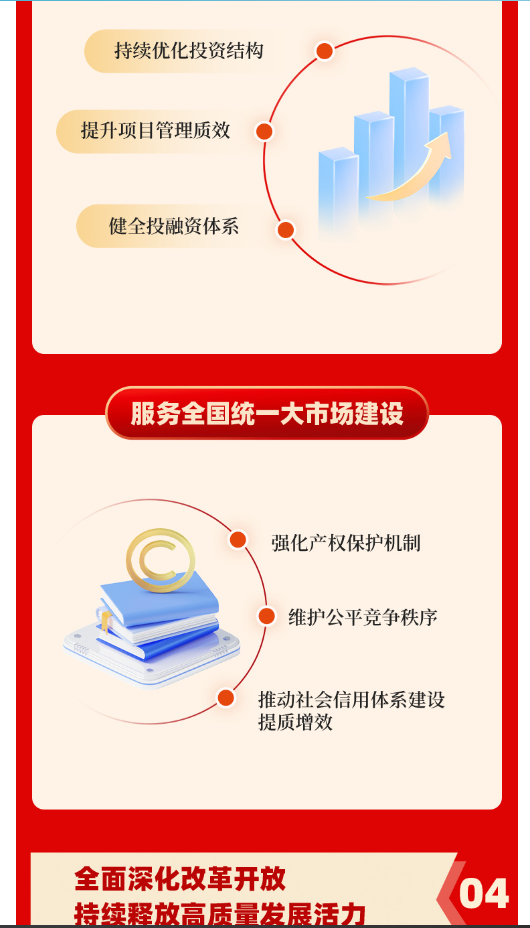 持续优化投资结构
提升项目管理质效
健全投融资体系
服务全国统一大市场建设
©
强化产权保护机制
维护公平竞争秩序
推动社会信用体系建设
提质增效
全面深化改革开放
持续释放高质量发展活力
04